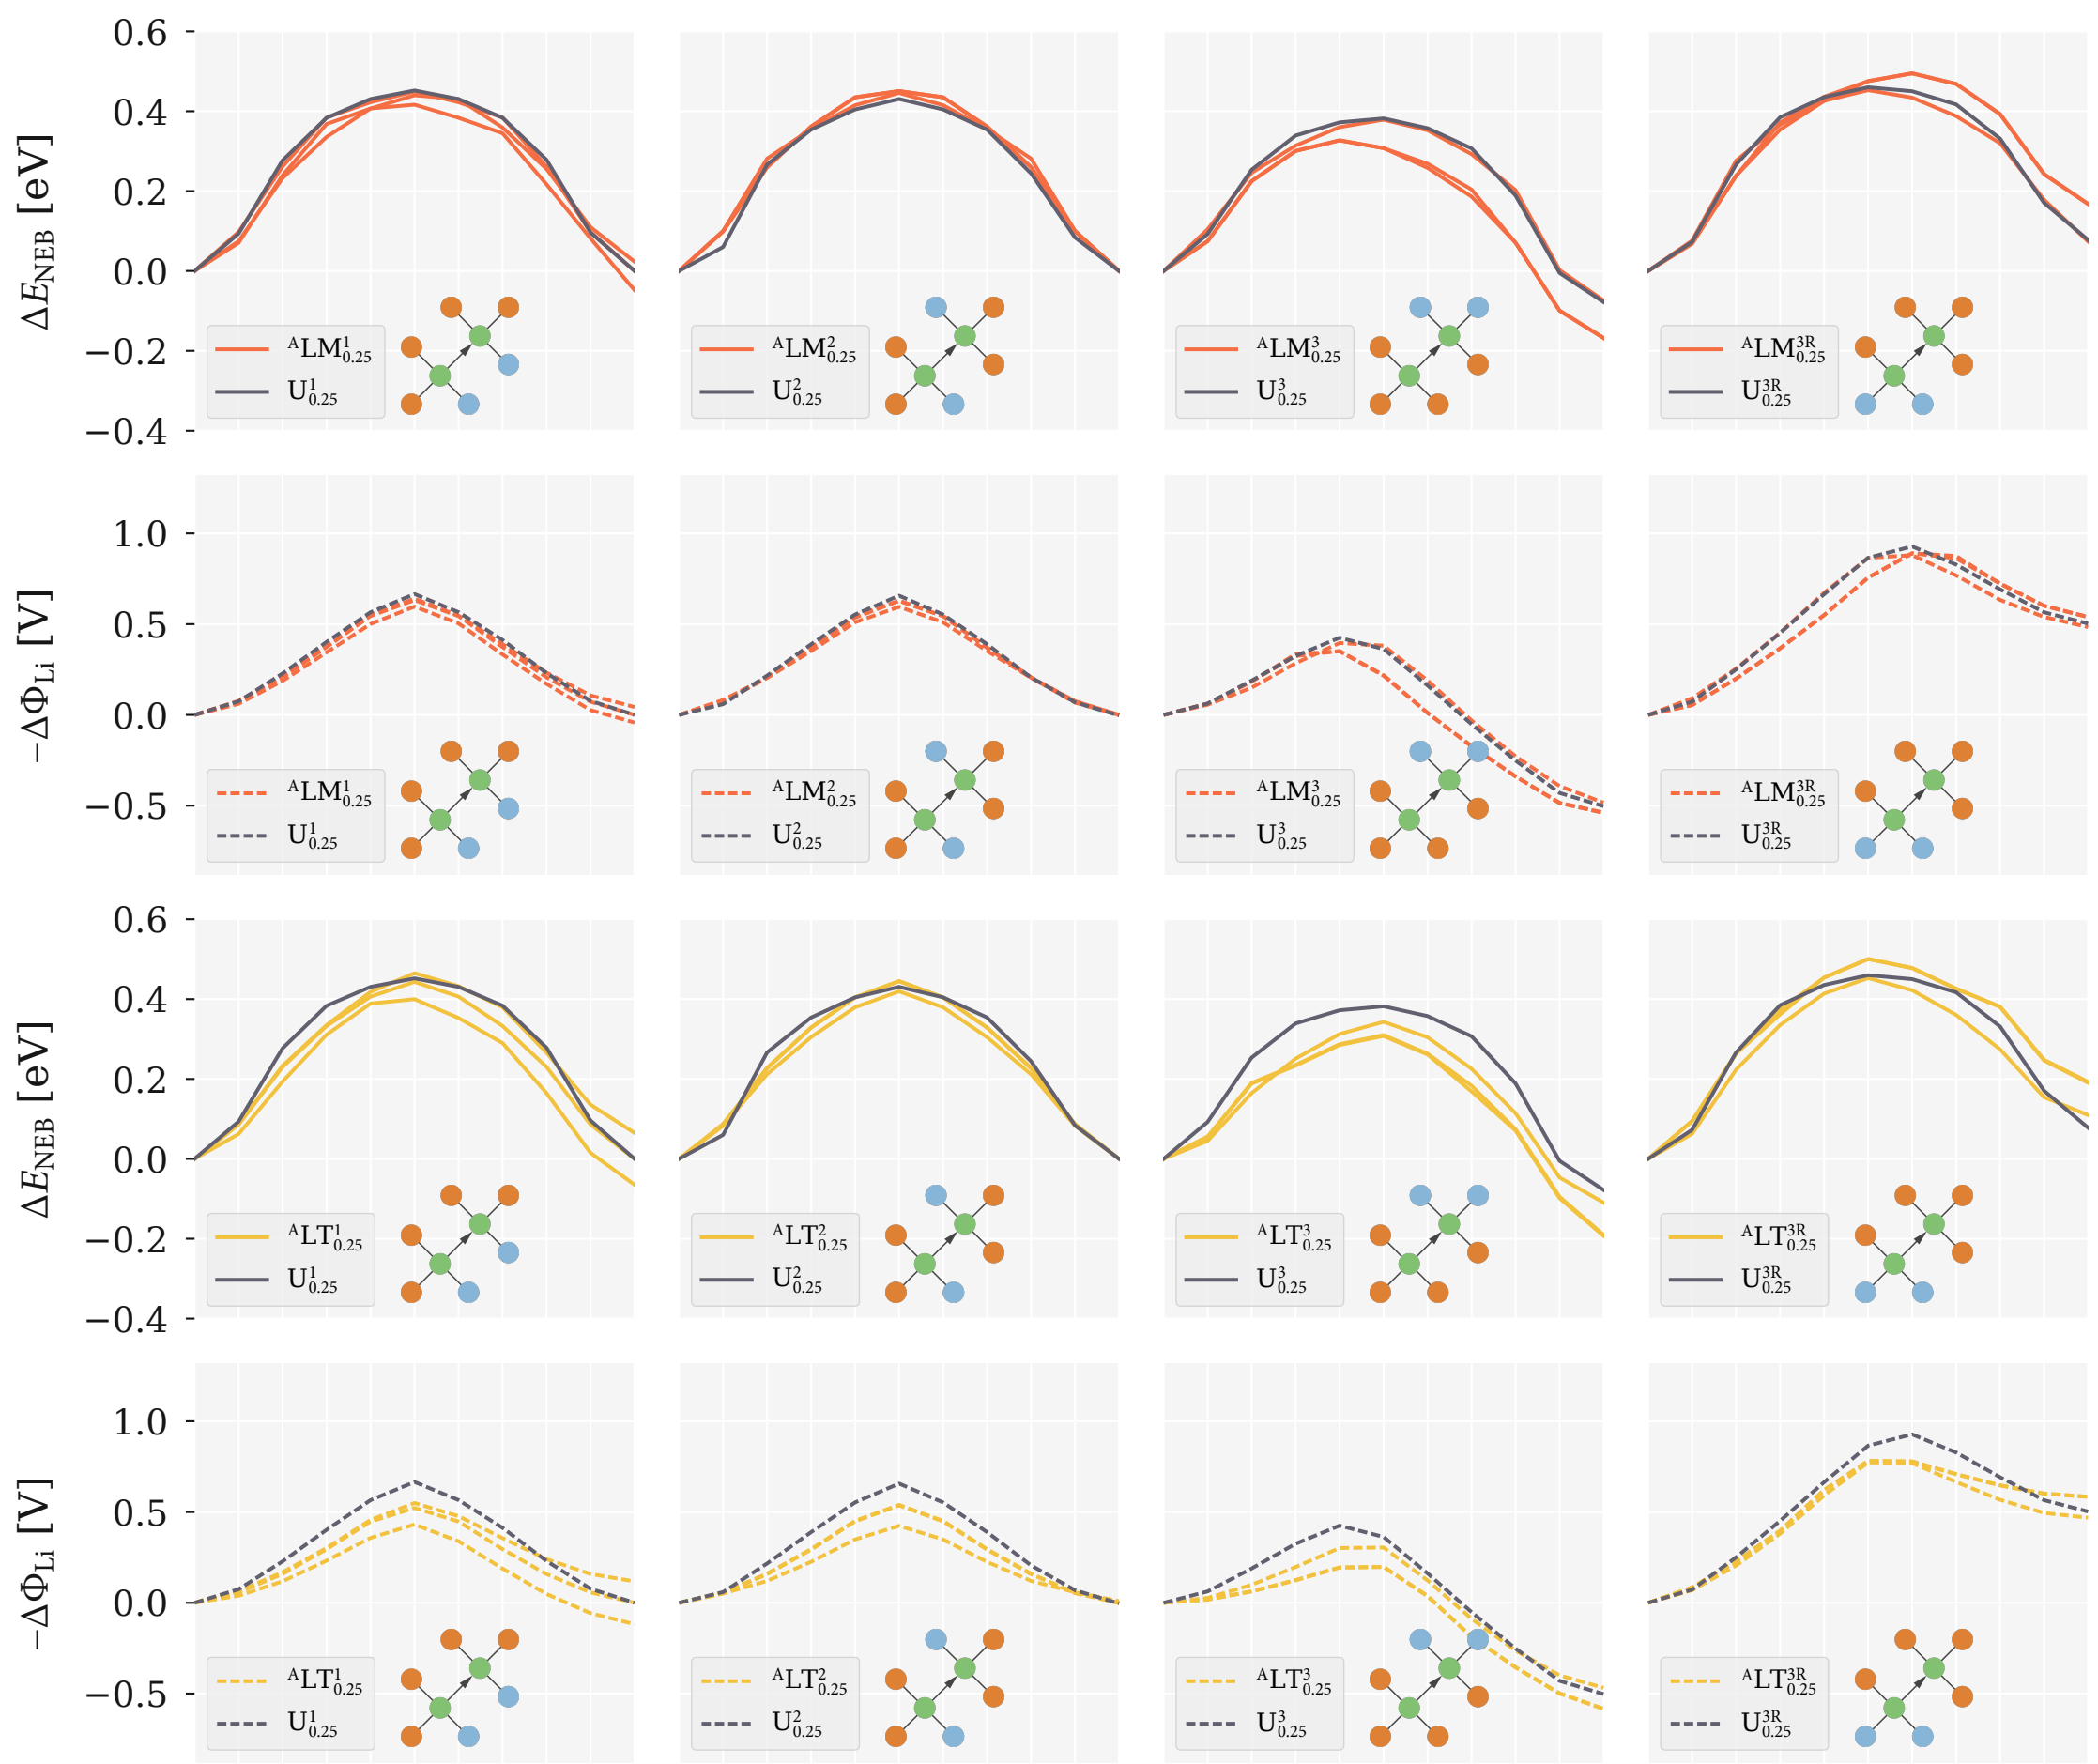 ΔE_NEB [eV]
0.6
0.4
0.2
0.0
−0.2
−0.4
ᴬLM¹₀.₂₅
U¹₀.₂₅
ᴬLM²₀.₂₅
U²₀.₂₅
ᴬLM³₀.₂₅
U³₀.₂₅
ᴬLM³ᴿ₀.₂₅
U³ᴿ₀.₂₅
−ΔΦ_Li [V]
1.0
0.5
0.0
−0.5
ᴬLM¹₀.₂₅
U¹₀.₂₅
ᴬLM²₀.₂₅
U²₀.₂₅
ᴬLM³₀.₂₅
U³₀.₂₅
ᴬLM³ᴿ₀.₂₅
U³ᴿ₀.₂₅
ΔE_NEB [eV]
0.6
0.4
0.2
0.0
−0.2
−0.4
ᴬLT¹₀.₂₅
U¹₀.₂₅
ᴬLT²₀.₂₅
U²₀.₂₅
ᴬLT³₀.₂₅
U³₀.₂₅
ᴬLT³ᴿ₀.₂₅
U³ᴿ₀.₂₅
−ΔΦ_Li [V]
1.0
0.5
0.0
−0.5
ᴬLT¹₀.₂₅
U¹₀.₂₅
ᴬLT²₀.₂₅
U²₀.₂₅
ᴬLT³₀.₂₅
U³₀.₂₅
ᴬLT³ᴿ₀.₂₅
U³ᴿ₀.₂₅